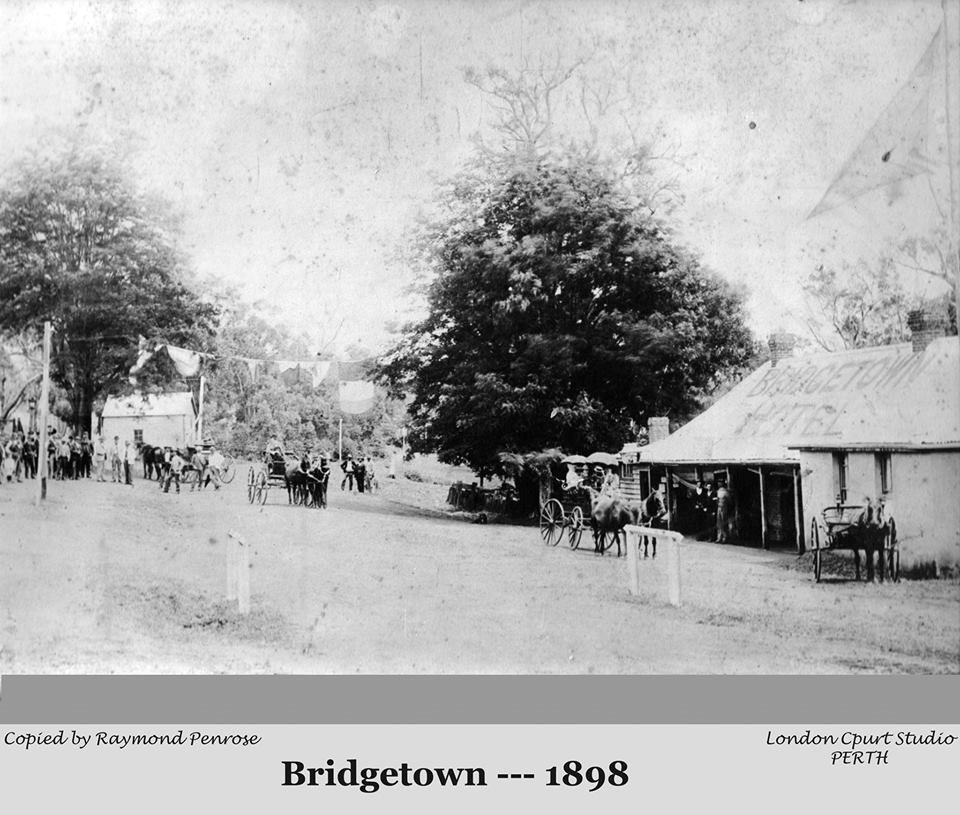 BRIDGETOWN
HOTEL
Copied by Raymond Penrose
London Cpurt Studio
PERTH
Bridgetown --- 1898